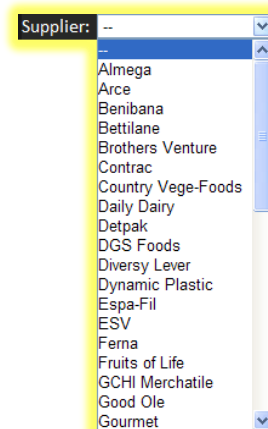 Supplier: --
--
Almega
Arce
Benibana
Bettilane
Brothers Venture
Contrac
Country Vege-Foods
Daily Dairy
Detpak
DGS Foods
Diversy Lever
Dynamic Plastic
Espa-Fil
ESV
Ferna
Fruits of Life
GCHI Merchatile
Good Ole
Gourmet